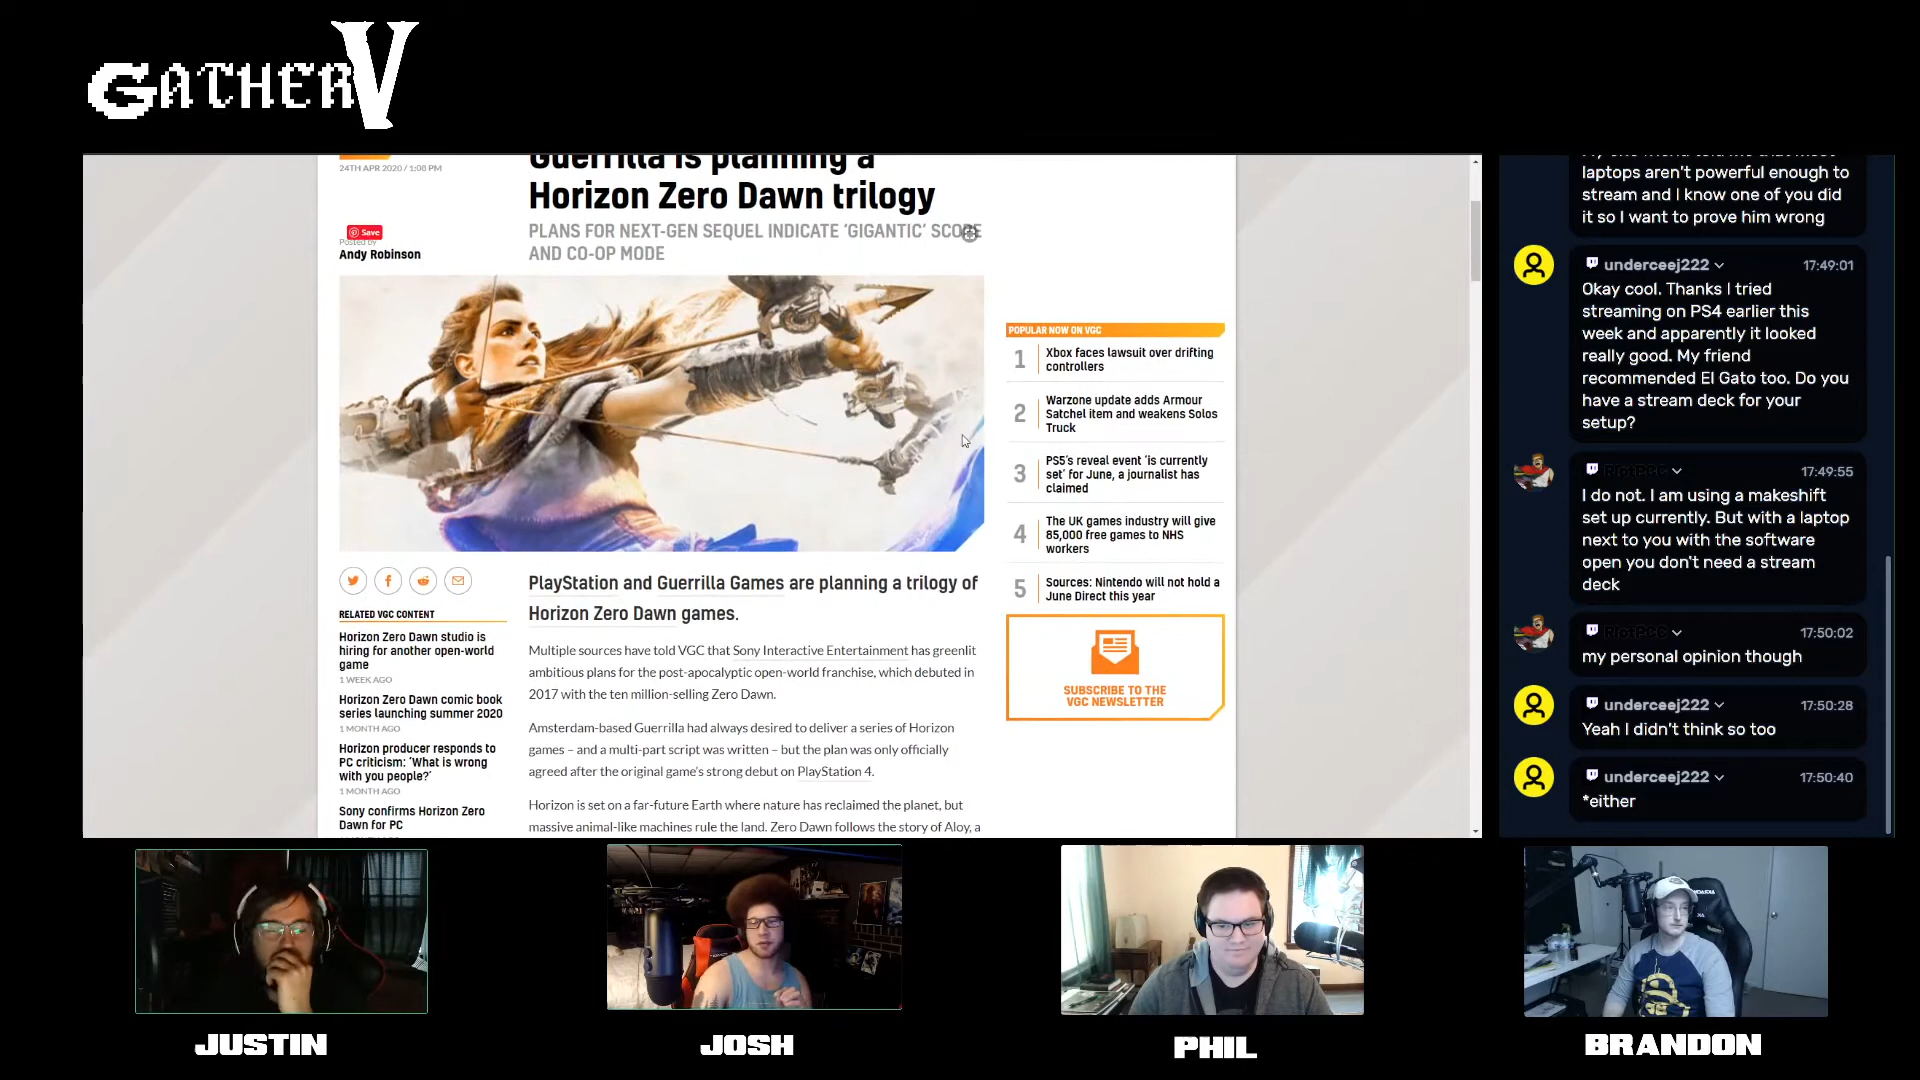 GATHERV
24TH APR 2020 / 1:08 PM
Guerrilla is planning a
Horizon Zero Dawn trilogy
PLANS FOR NEXT-GEN SEQUEL INDICATE ‘GIGANTIC’ SCOPE
AND CO-OP MODE
Save
Posted by
Andy Robinson
RELATED VGC CONTENT
Horizon Zero Dawn studio is
hiring for another open-world
game
1 WEEK AGO
Horizon Zero Dawn comic book
series launching summer 2020
1 MONTH AGO
Horizon producer responds to
PC criticism: ‘What is wrong
with you people?’
1 MONTH AGO
Sony confirms Horizon Zero
Dawn for PC
PlayStation and Guerrilla Games are planning a trilogy of
Horizon Zero Dawn games.
Multiple sources have told VGC that Sony Interactive Entertainment has greenlit
ambitious plans for the post-apocalyptic open-world franchise, which debuted in
2017 with the ten million-selling Zero Dawn.
Amsterdam-based Guerrilla had always desired to deliver a series of Horizon
games – and a multi-part script was written – but the plan was only officially
agreed after the original game’s strong debut on PlayStation 4.
Horizon is set on a far-future Earth where nature has reclaimed the planet, but
massive animal-like machines rule the land. Zero Dawn follows the story of Aloy, a
POPULAR NOW ON VGC
1
Xbox faces lawsuit over drifting
controllers
2
Warzone update adds Armour
Satchel item and weakens Solos
Truck
3
PS5’s reveal event ‘is currently
set’ for June, a journalist has
claimed
4
The UK games industry will give
85,000 free games to NHS
workers
5
Sources: Nintendo will not hold a
June Direct this year
SUBSCRIBE TO THE
VGC NEWSLETTER
laptops aren't powerful enough to
stream and I know one of you did
it so I want to prove him wrong
underceej222 17:49:01
Okay cool. Thanks I tried
streaming on PS4 earlier this
week and apparently it looked
really good. My friend
recommended El Gato too. Do you
have a stream deck for your
setup?
17:49:55
I do not. I am using a makeshift
set up currently. But with a laptop
next to you with the software
open you don't need a stream
deck
17:50:02
my personal opinion though
underceej222 17:50:28
Yeah I didn't think so too
underceej222 17:50:40
*either
JUSTIN
JOSH
PHIL
BRANDON